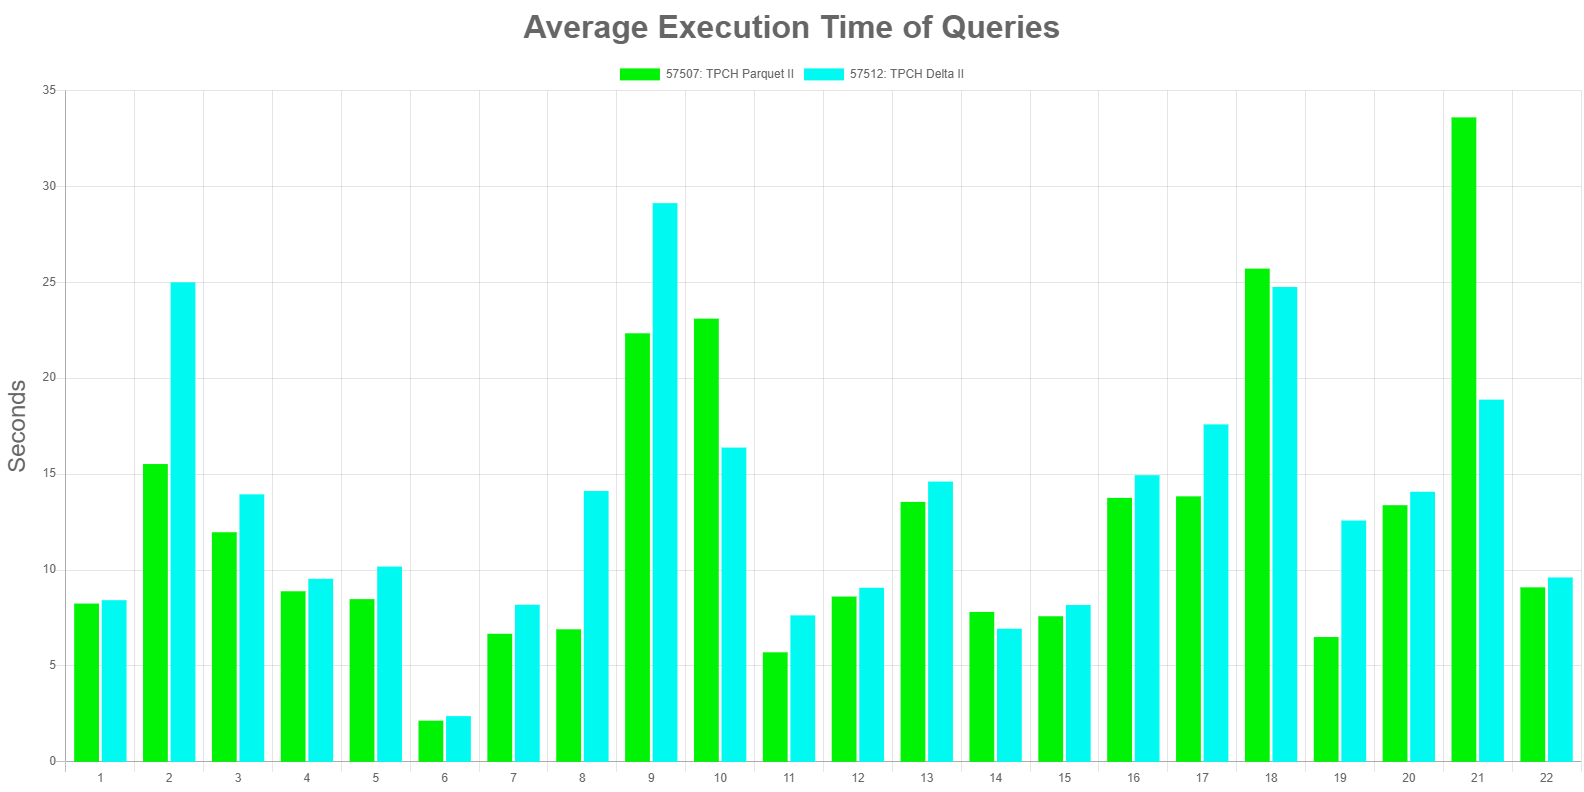 Average Execution Time of Queries
57507: TPCH Parquet II 57512: TPCH Delta II
35
30
25
20
15
10
5
0
Seconds
1 2 3 4 5 6 7 8 9 10 11 12 13 14 15 16 17 18 19 20 21 22